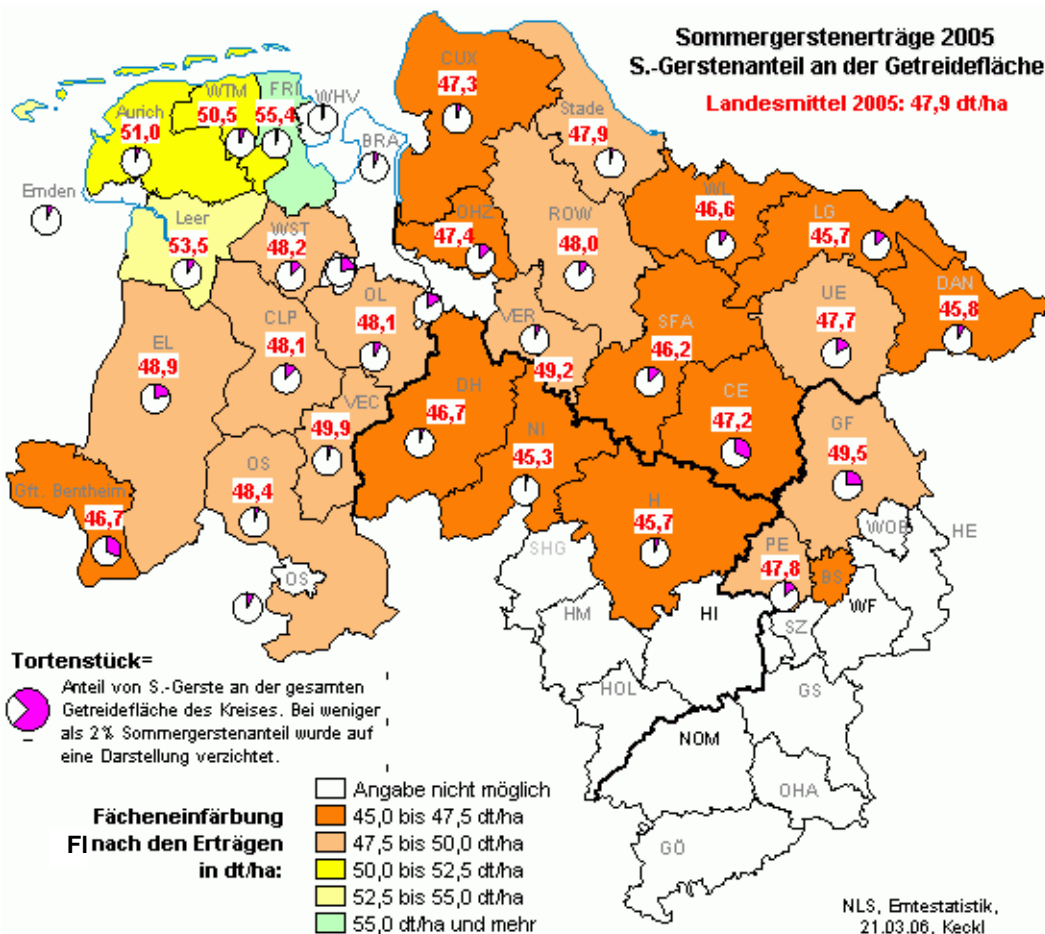 Sommergerstenerträge 2005
S.-Gerstenanteil an der Getreidefläche
Landesmittel 2005: 47,9 dt/ha
CUX
47,3
WTM
50,5
FRI
55,4
WHV
Aurich
51,0
Stade
47,9
BRA
Emden
Leer
53,5
WST
48,2
OHZ
47,4
ROW
48,0
WL
46,6
LG
45,7
DAN
45,8
UE
47,7
OL
48,1
CLP
48,1
VER
49,2
SFA
46,2
EL
48,9
VEC
49,9
DH
46,7
NI
45,3
CE
47,2
GF
49,5
OS
48,4
Gft. Bentheim
46,7
H
45,7
SHG
PE
47,8
WOB
HE
BS
OS
HM
HI
SZ
WF
HOL
GS
NOM
OHA
GÖ
Tortenstück=
Anteil von S.-Gerste an der gesamten
Getreidefläche des Kreises. Bei weniger
als 2% Sommergerstenanteil wurde auf
eine Darstellung verzichtet.
Fächeneinfärbung
Fl nach den Erträgen
in dt/ha:
Angabe nicht möglich
45,0 bis 47,5 dt/ha
47,5 bis 50,0 dt/ha
50,0 bis 52,5 dt/ha
52,5 bis 55,0 dt/ha
55,0 dt/ha und mehr
NLS, Erntestatistik,
21.03.06, Keckl